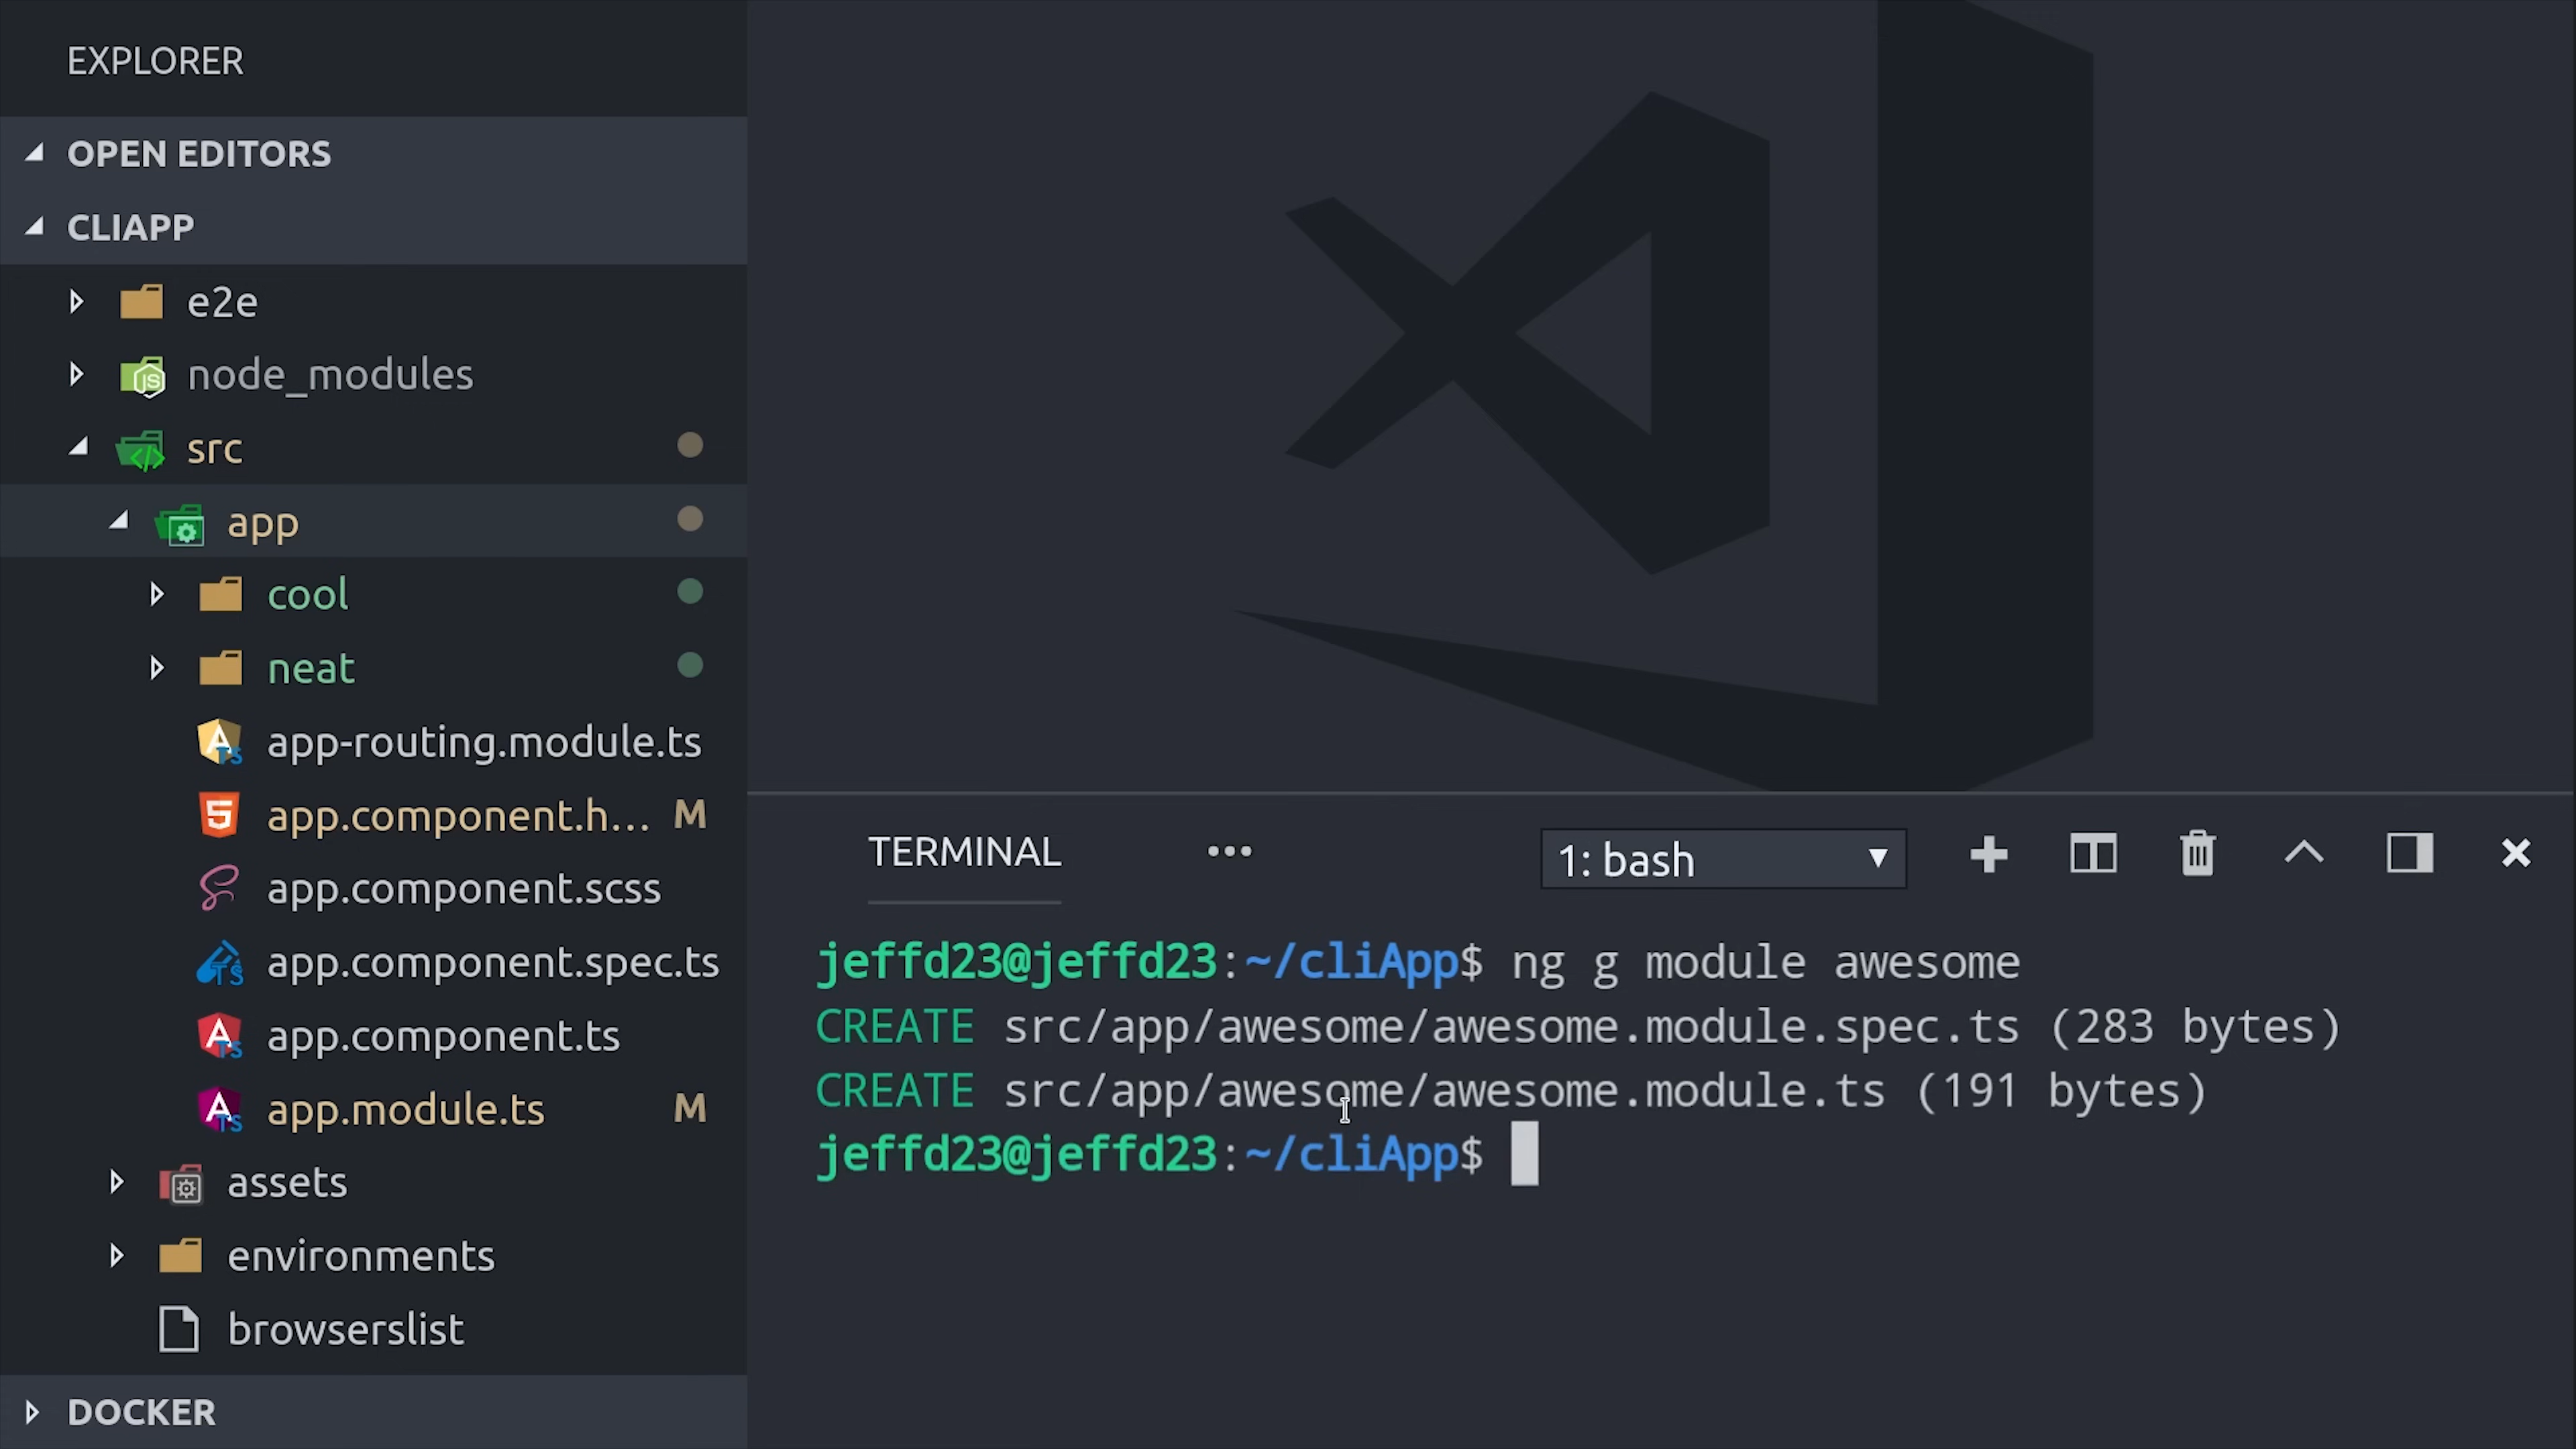 EXPLORER
OPEN EDITORS
CLIAPP
e2e
node_modules
src
app
cool
neat
app-routing.module.ts
app.component.h... M
app.component.scss
app.component.spec.ts
app.component.ts
app.module.ts M
assets
environments
browserslist
DOCKER
TERMINAL ••• 1: bash
jeffd23@jeffd23:~/cliApp$ ng g module awesome
CREATE src/app/awesome/awesome.module.spec.ts (283 bytes)
CREATE src/app/awesome/awesome.module.ts (191 bytes)
jeffd23@jeffd23:~/cliApp$